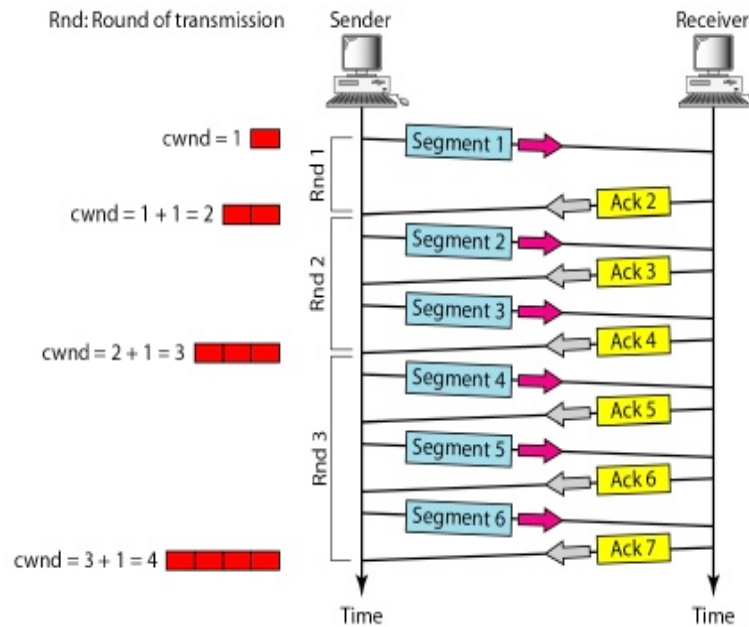 Rnd: Round of transmission
Sender
Receiver
cwnd = 1
Rnd 1
Segment 1
Ack 2
cwnd = 1 + 1 = 2
Rnd 2
Segment 2
Ack 3
Segment 3
Ack 4
cwnd = 2 + 1 = 3
Rnd 3
Segment 4
Ack 5
Segment 5
Ack 6
Segment 6
Ack 7
cwnd = 3 + 1 = 4
Time
Time